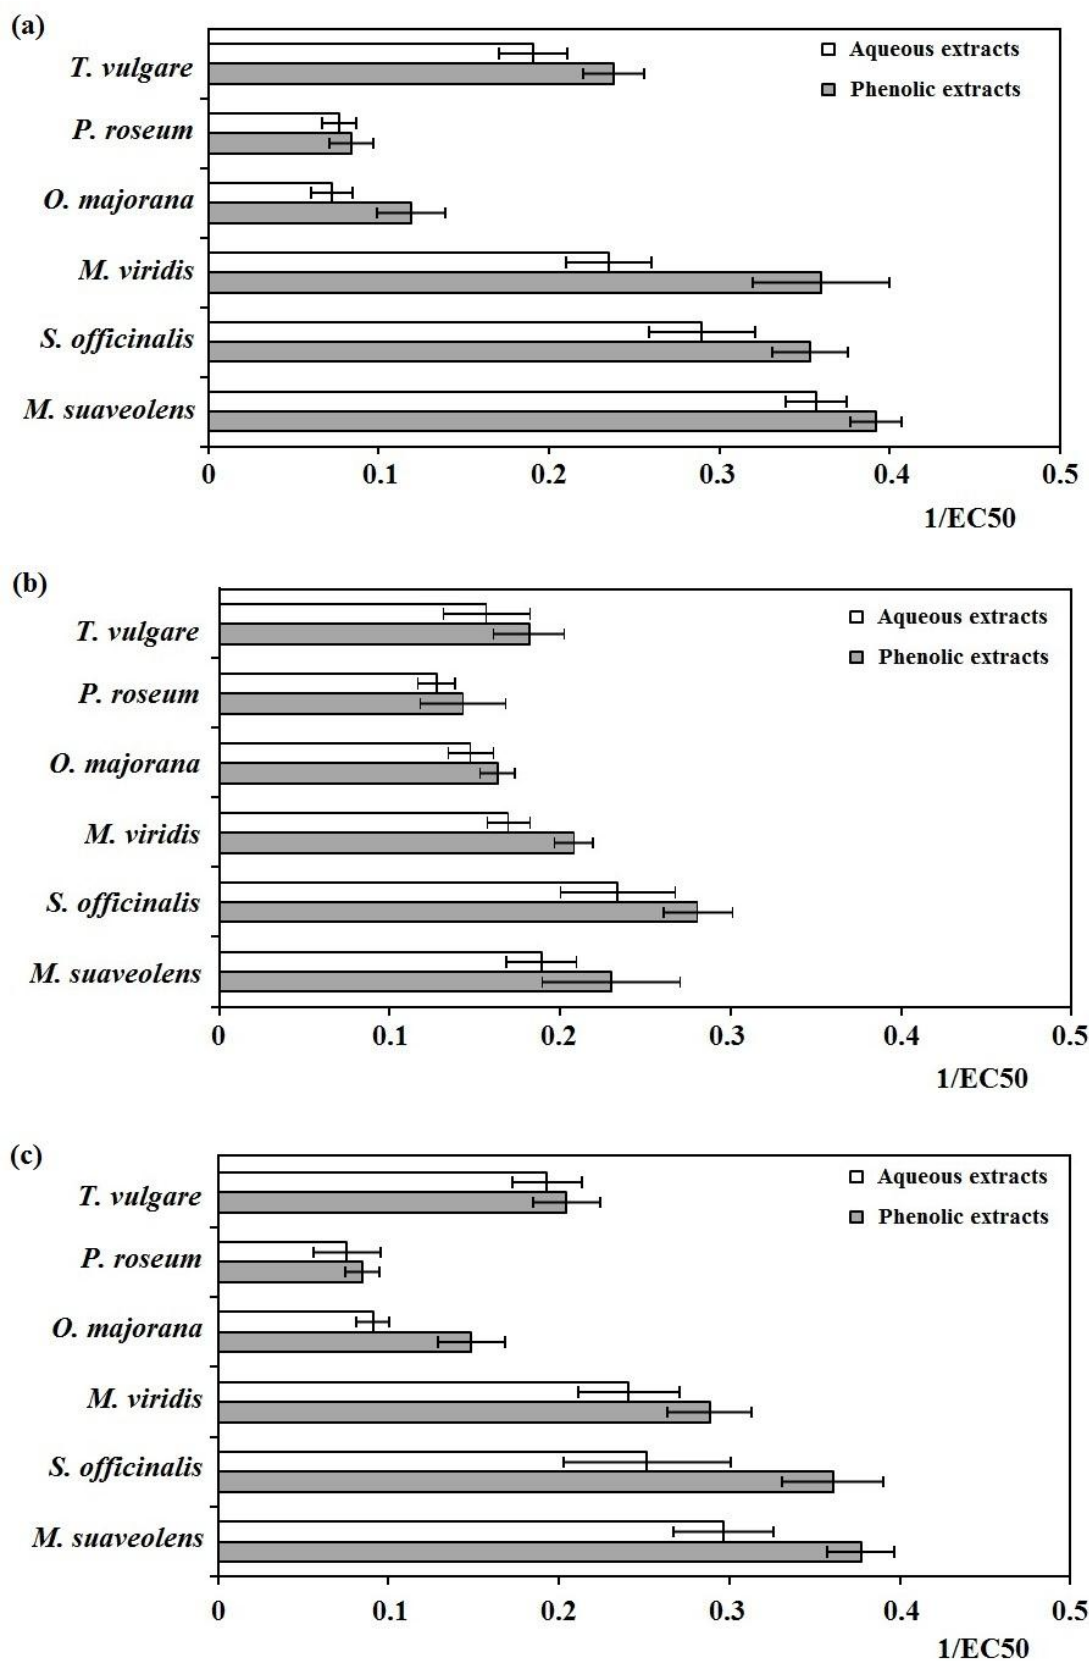 (a)
Aqueous extracts
Phenolic extracts
T. vulgare
P. roseum
O. majorana
M. viridis
S. officinalis
M. suaveolens
0 0.1 0.2 0.3 0.4 0.5
1/EC50
(b)
Aqueous extracts
Phenolic extracts
T. vulgare
P. roseum
O. majorana
M. viridis
S. officinalis
M. suaveolens
0 0.1 0.2 0.3 0.4 0.5
1/EC50
(c)
Aqueous extracts
Phenolic extracts
T. vulgare
P. roseum
O. majorana
M. viridis
S. officinalis
M. suaveolens
0 0.1 0.2 0.3 0.4 0.5
1/EC50